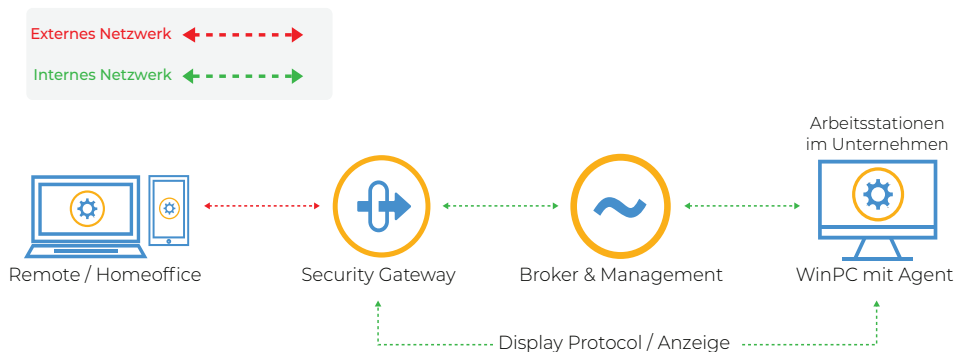 Externes Netzwerk
Internes Netzwerk
Arbeitsstationen
im Unternehmen
Remote / Homeoffice
Security Gateway
Broker & Management
WinPC mit Agent
Display Protocol / Anzeige